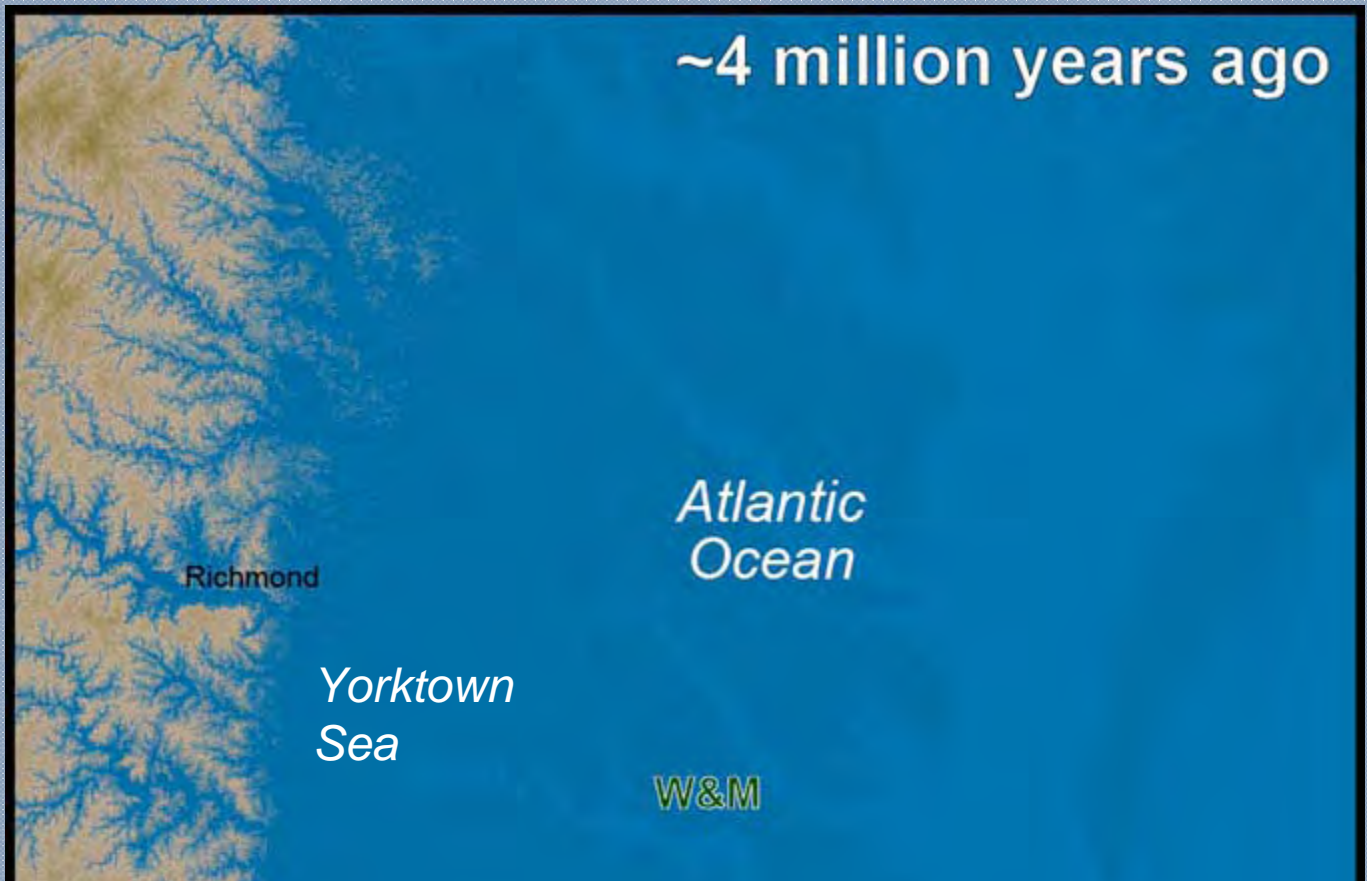 ~4 million years ago
Atlantic
Ocean
Richmond
Yorktown
Sea
W&M